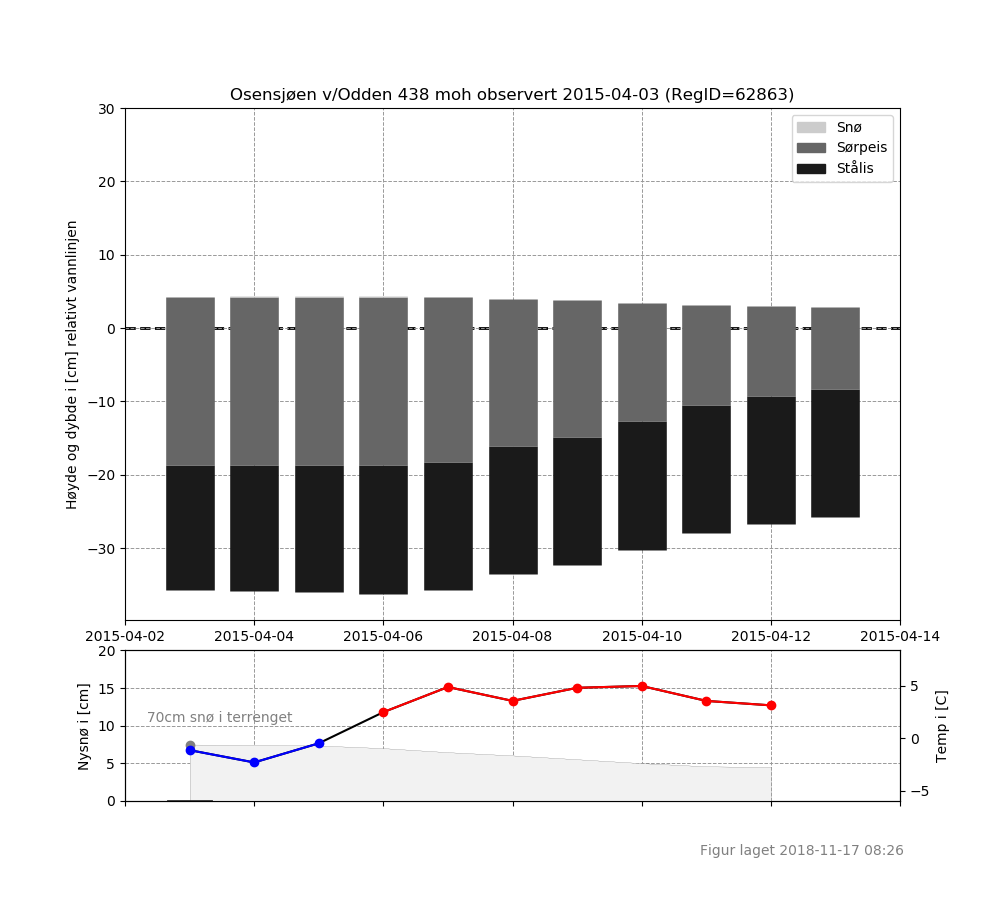 Osensjøen v/Odden 438 moh observert 2015-04-03 (RegID=62863)
Snø
Sørpeis
Stålis
Høyde og dybde i [cm] relativt vannlinjen
30
20
10
0
−10
−20
−30
2015-04-02 2015-04-04 2015-04-06 2015-04-08 2015-04-10 2015-04-12 2015-04-14
Nysnø i [cm]
20
15
10
5
0
70cm snø i terrenget
5
0
−5
Temp i [C]
Figur laget 2018-11-17 08:26